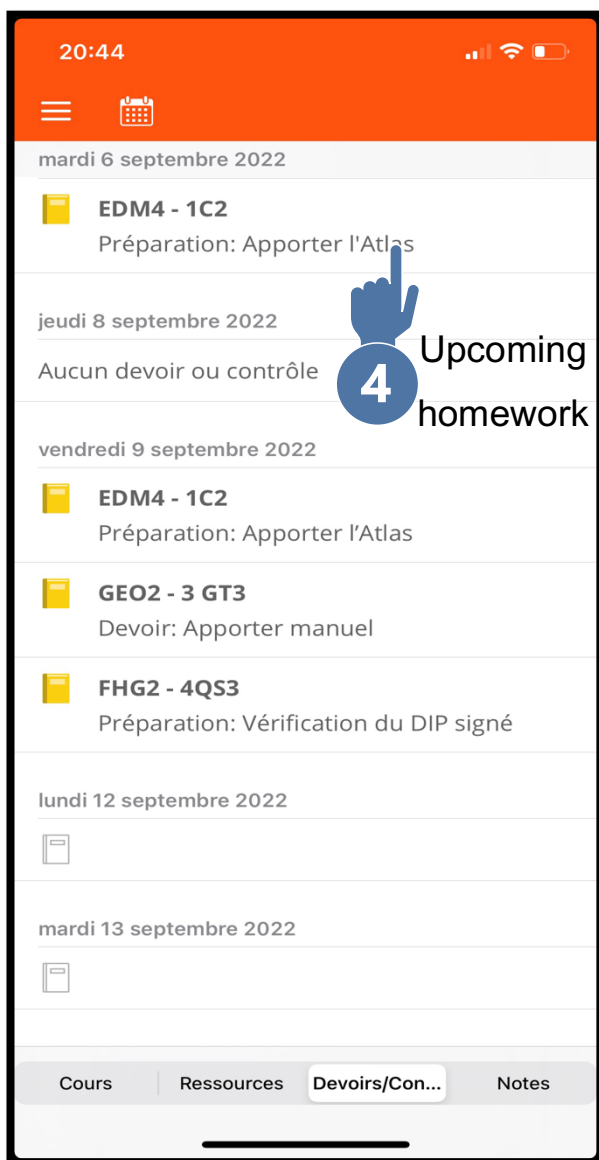 20:44
mardi 6 septembre 2022
EDM4 - 1C2
Préparation: Apporter l'Atlas
jeudi 8 septembre 2022
Aucun devoir ou contrôle
4
Upcoming
homework
vendredi 9 septembre 2022
EDM4 - 1C2
Préparation: Apporter l’Atlas
GEO2 - 3 GT3
Devoir: Apporter manuel
FHG2 - 4QS3
Préparation: Vérification du DIP signé
lundi 12 septembre 2022
mardi 13 septembre 2022
Cours Ressources Devoirs/Con... Notes